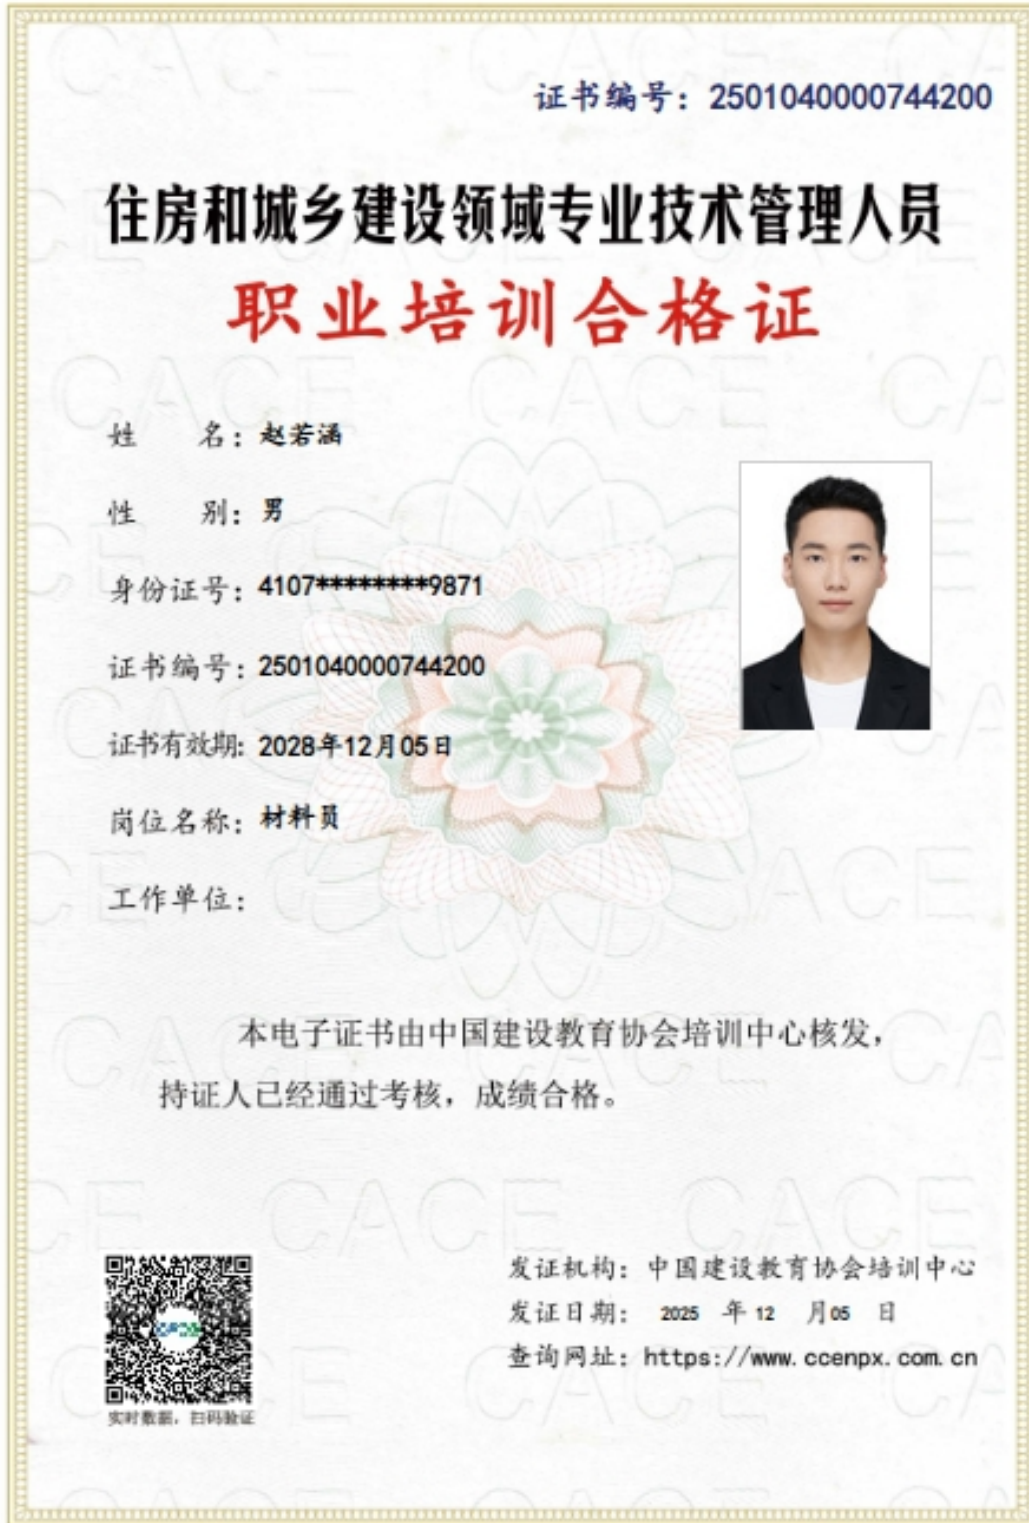 证书编号：2501040000744200
住房和城乡建设领域专业技术管理人员
职业培训合格证
姓 名：赵若涵
性 别：男
身份证号：4107********9871
证书编号：2501040000744200
证书有效期：2028年12月05日
岗位名称：材料员
工作单位：
本电子证书由中国建设教育协会培训中心核发，
持证人已经通过考核，成绩合格。
发证机构：中国建设教育协会培训中心
发证日期： 2025 年 12 月 05 日
查询网址：https://www.ccenpx.com.cn
实时数据，扫码验证
CACE